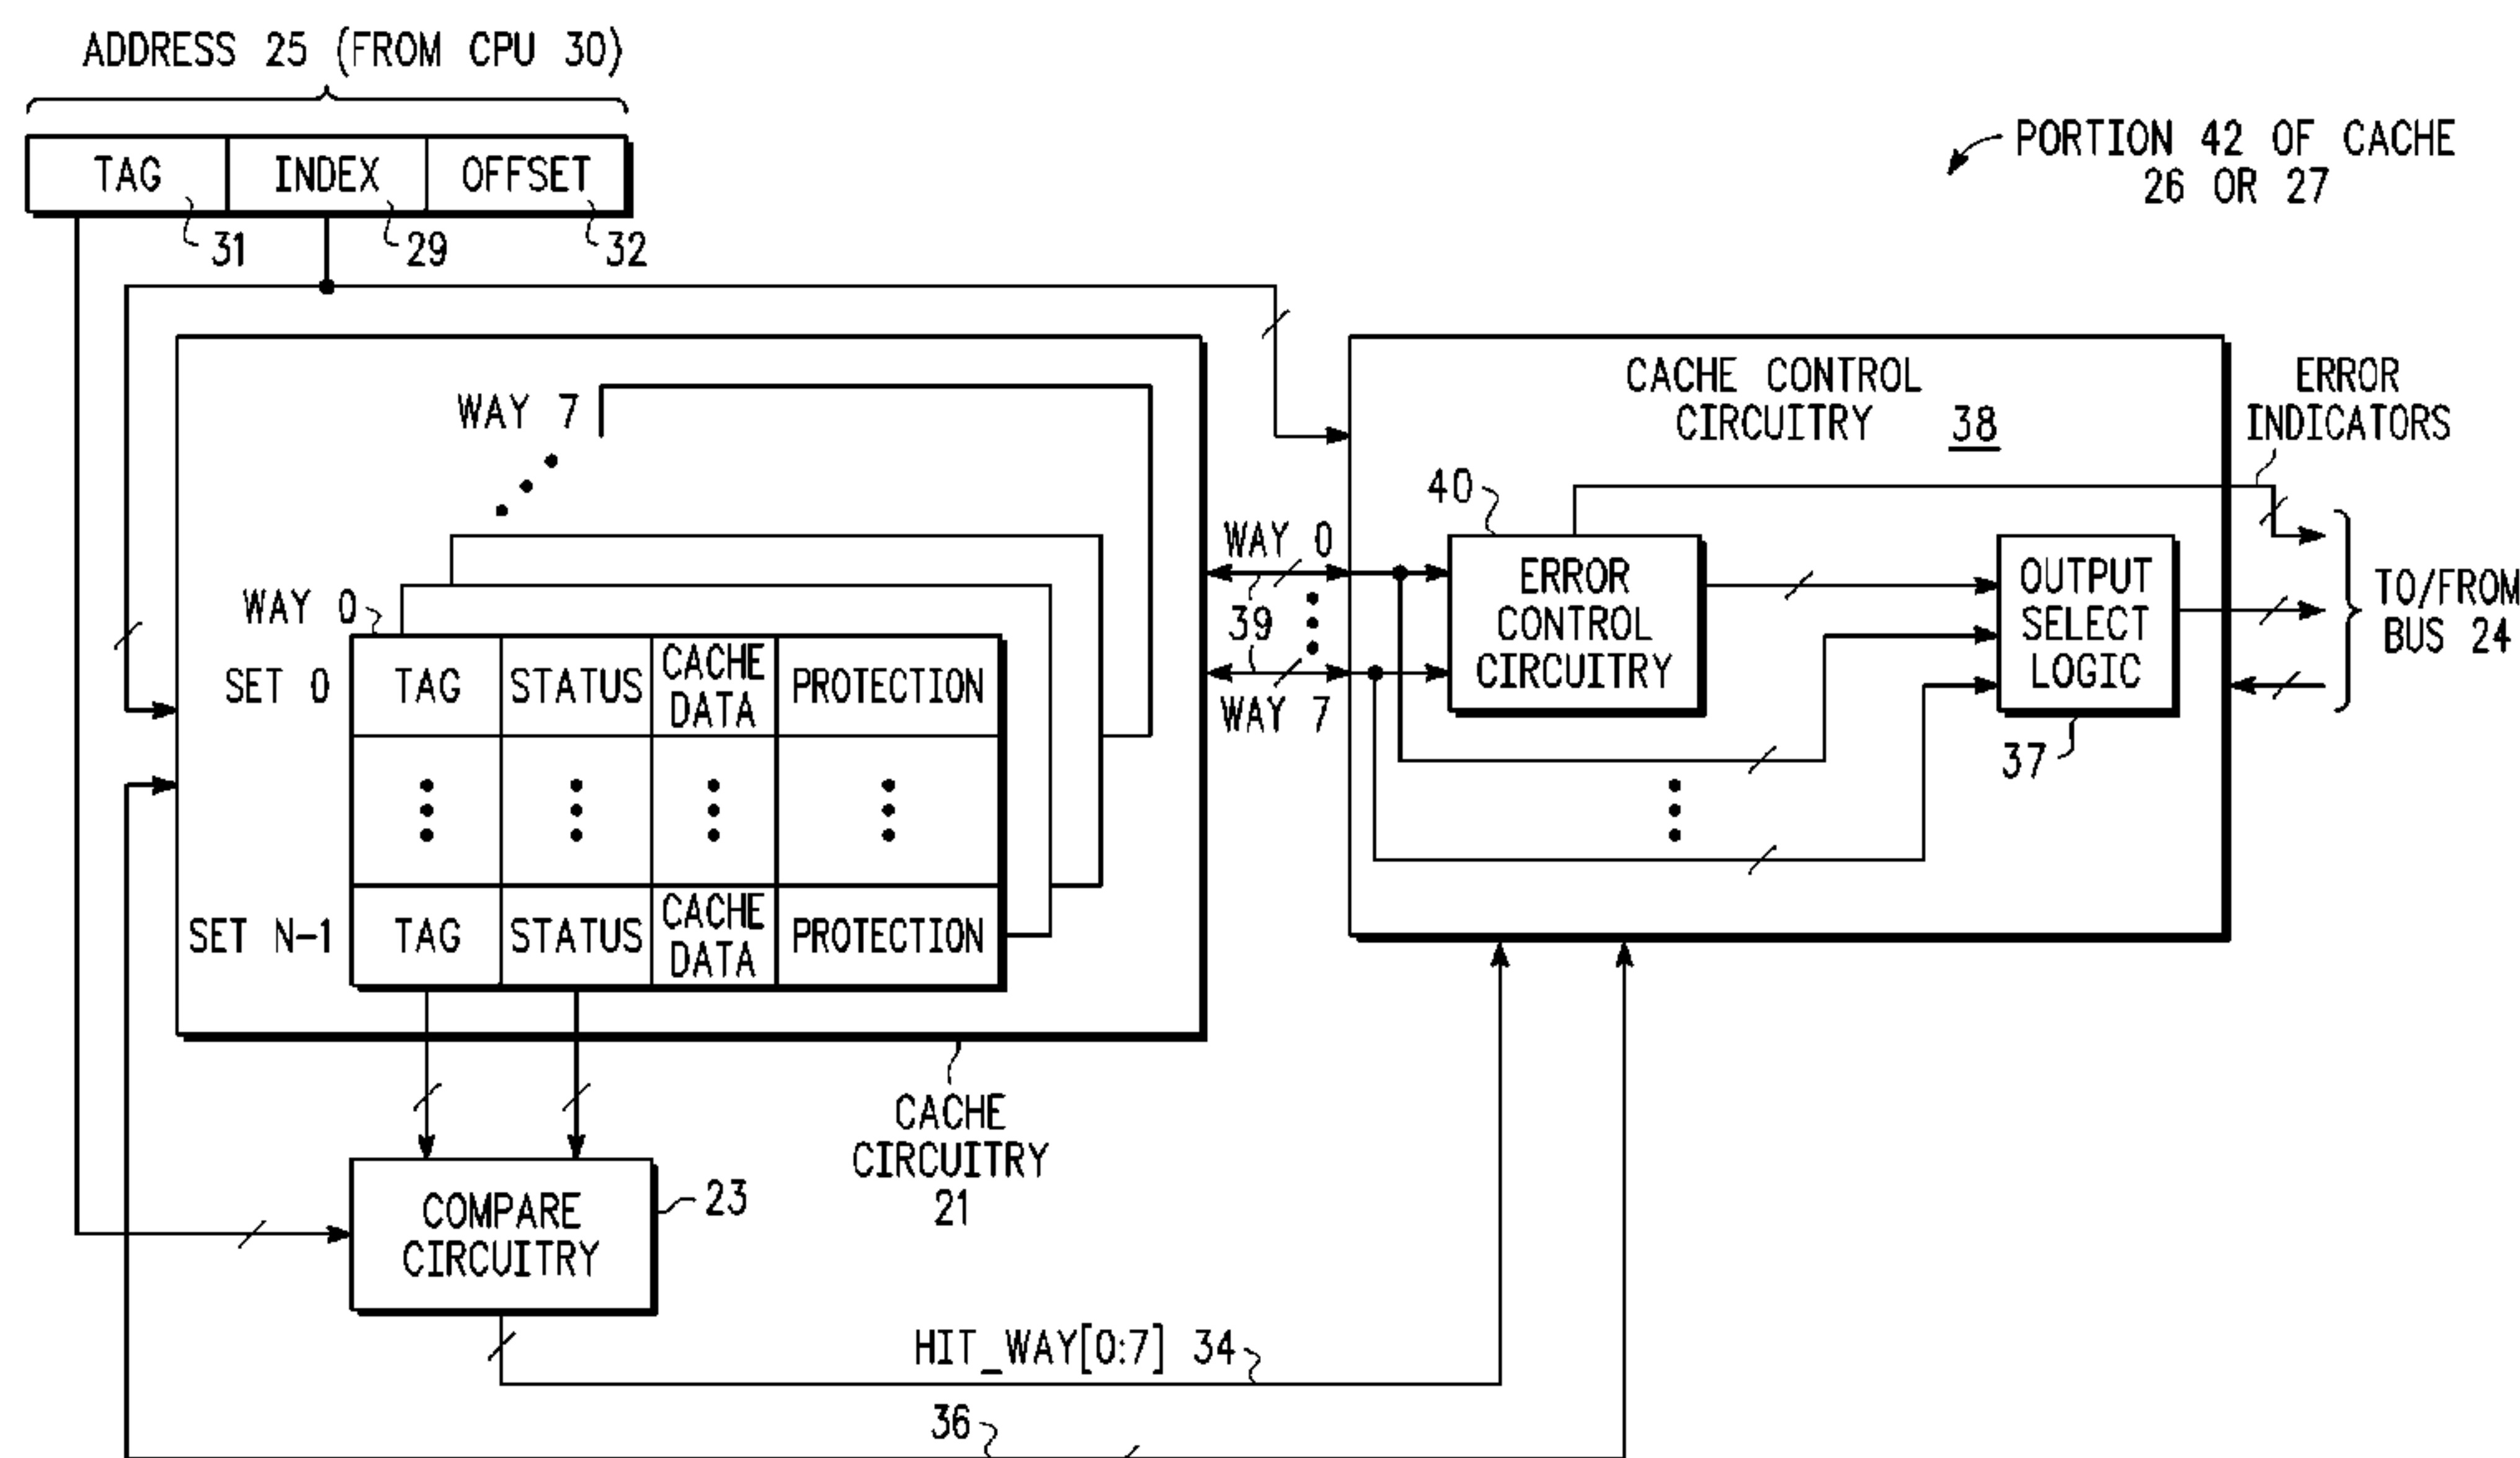 ADDRESS 25 (FROM CPU 30)
TAG INDEX OFFSET
31 29 32
PORTION 42 OF CACHE
26 OR 27
WAY 7
WAY 0
SET 0 TAG STATUS CACHE DATA PROTECTION
SET N-1 TAG STATUS CACHE DATA PROTECTION
CACHE
CIRCUITRY
21
WAY 0
39
WAY 7
CACHE CONTROL
CIRCUITRY 38
40
ERROR
CONTROL
CIRCUITRY
OUTPUT
SELECT
LOGIC
37
ERROR
INDICATORS
TO/FROM
BUS 24
COMPARE
CIRCUITRY
23
HIT_WAY[0:7] 34
36